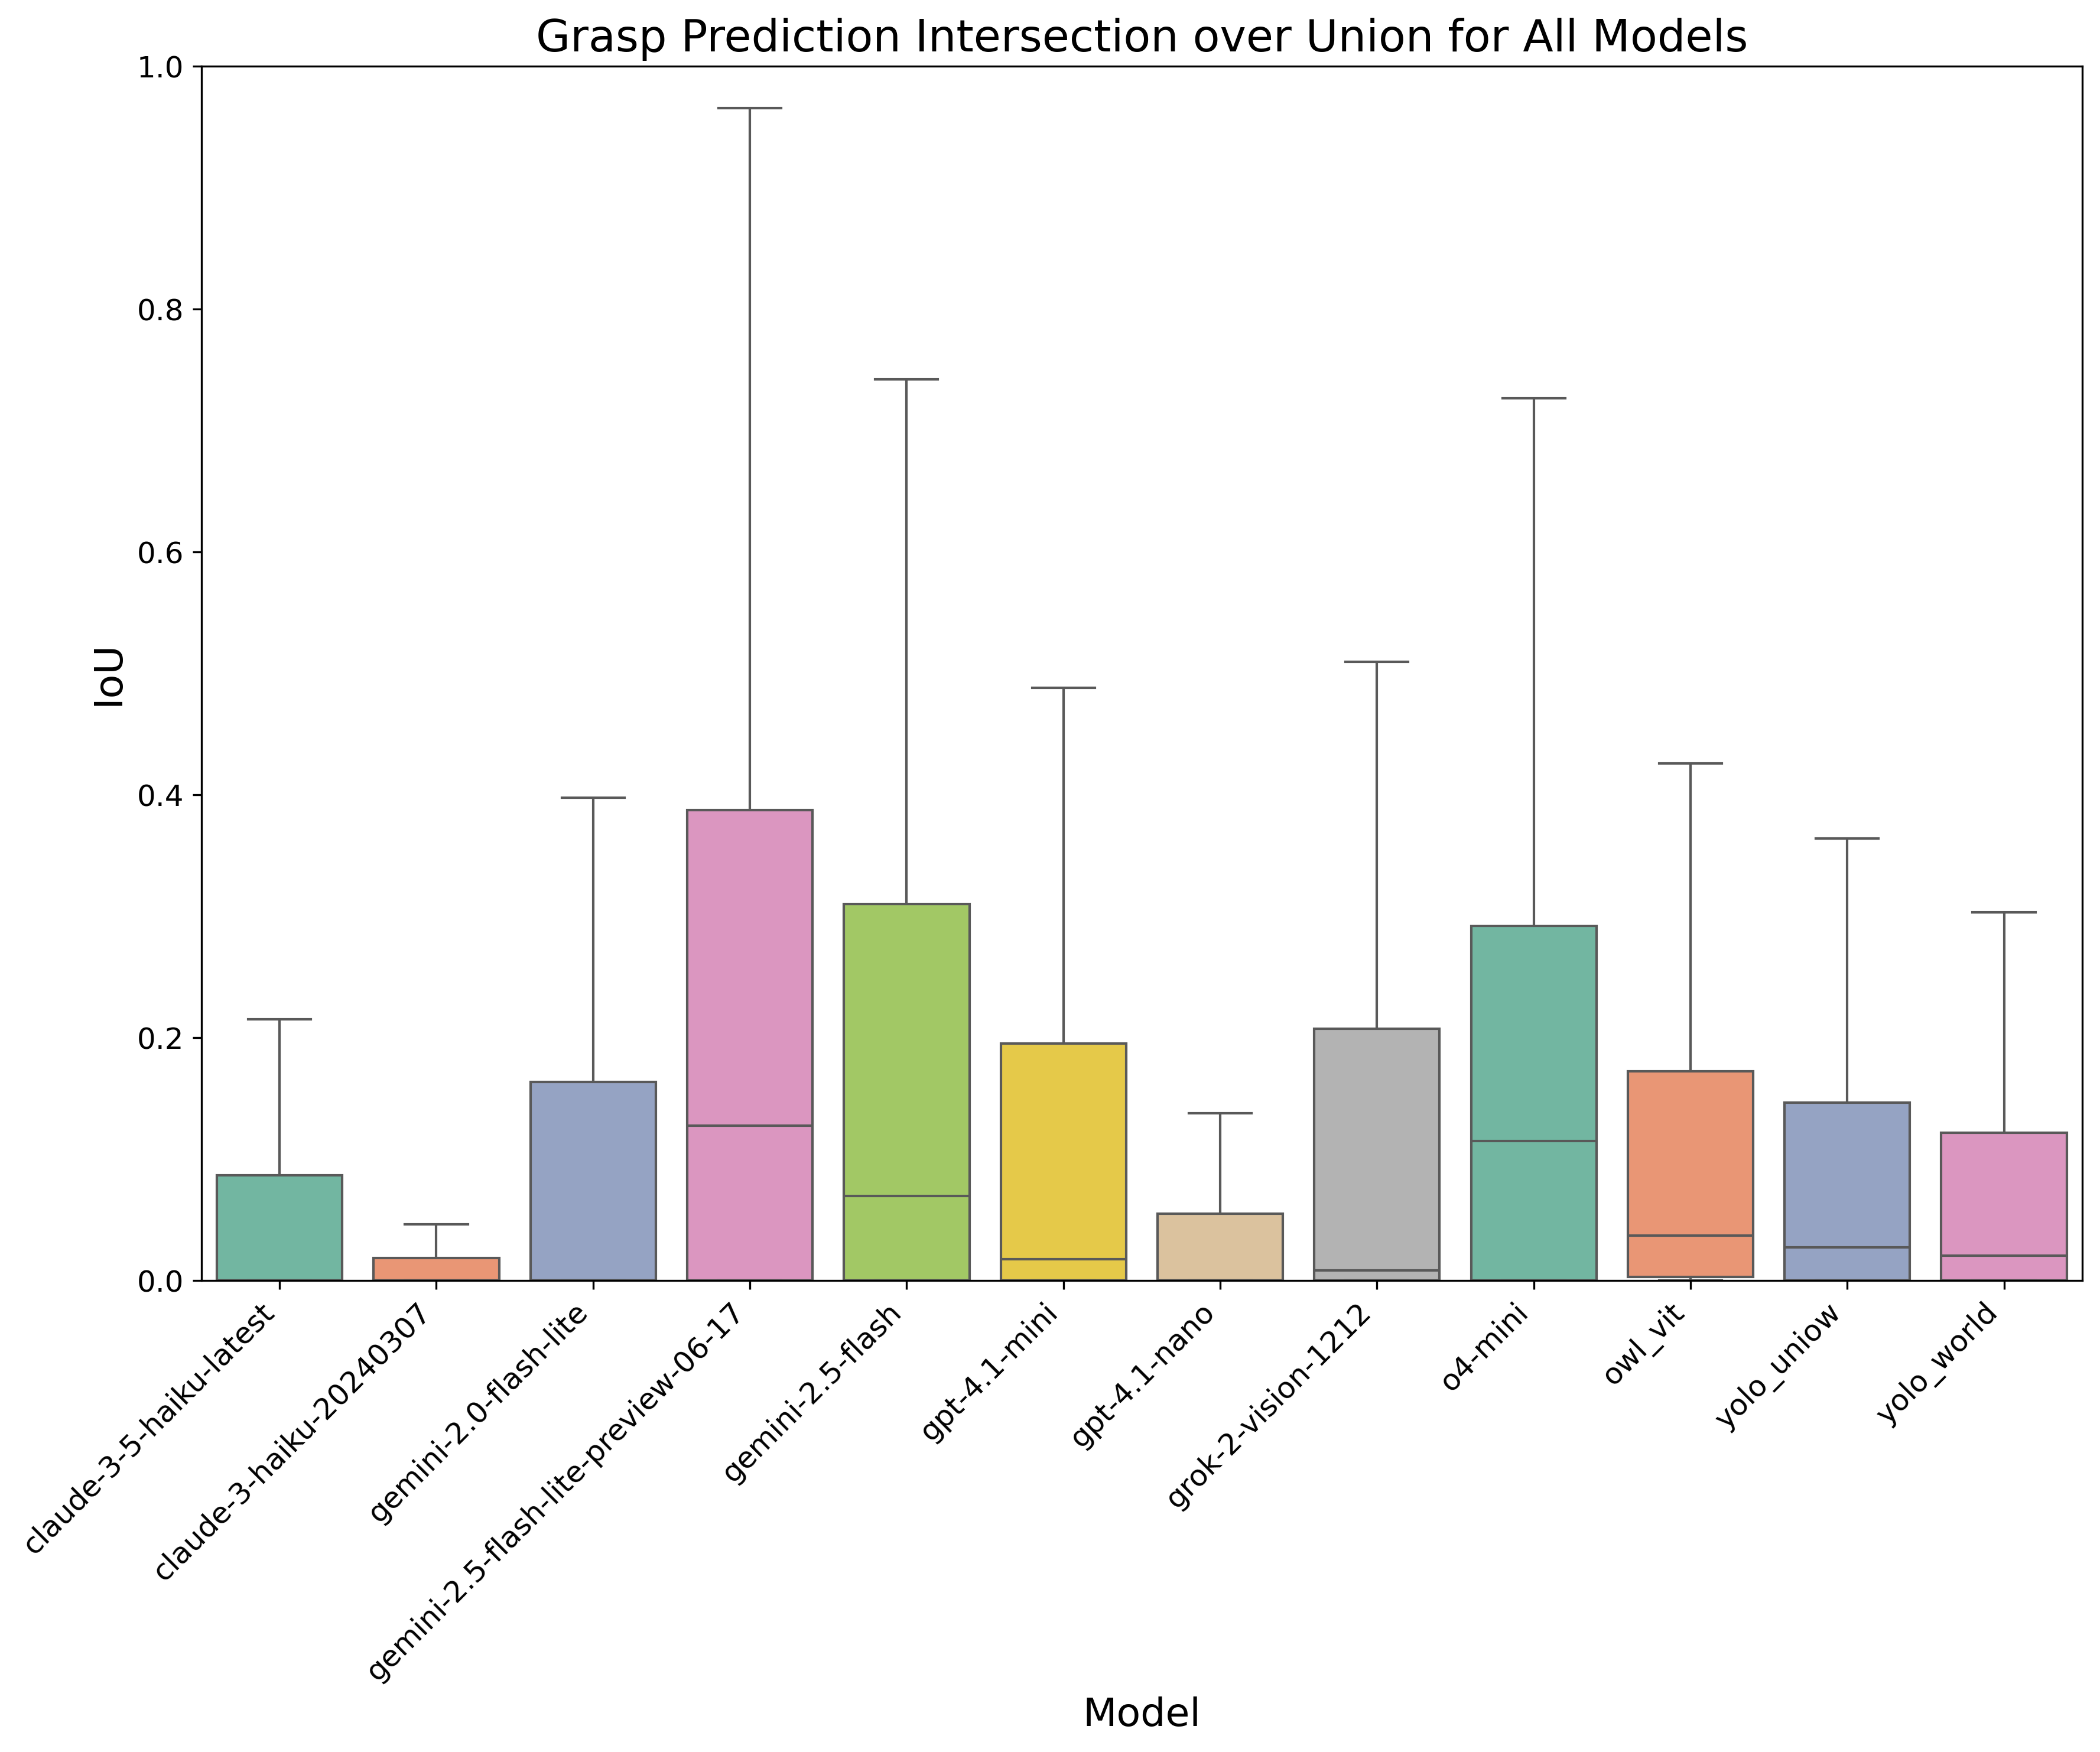 Grasp Prediction Intersection over Union for All Models
1.0
0.8
0.6
0.4
0.2
0.0
IoU
claude-3-5-haiku-latest
claude-3-haiku-20240307
gemini-2.0-flash-lite
gemini-2.5-flash-lite-preview-06-17
gemini-2.5-flash
gpt-4.1-mini
gpt-4.1-nano
grok-2-vision-1212
o4-mini
owl_vit
yolo_uniow
yolo_world
Model